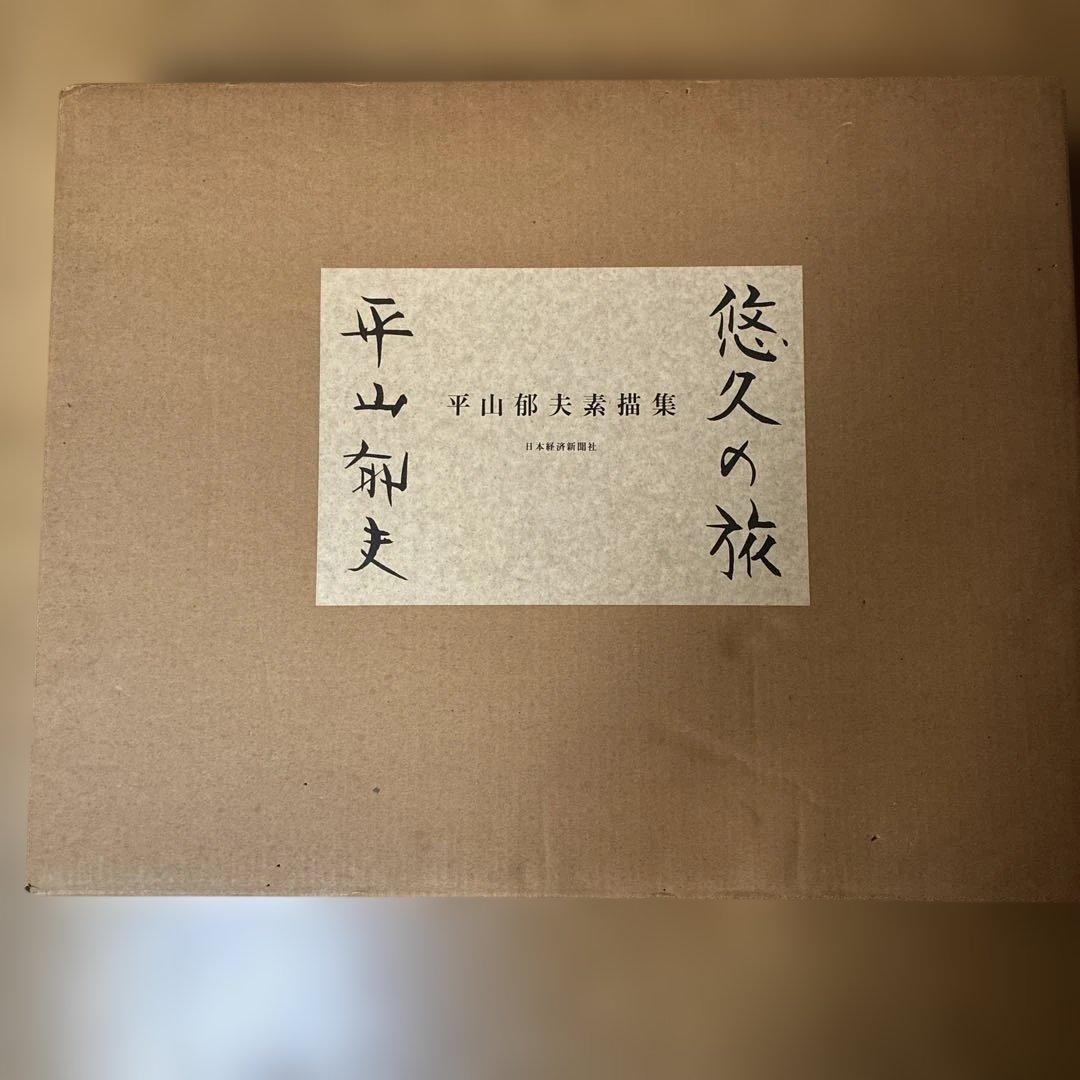 悠久の旅
平山郁夫素描集
日本経済新聞社
平山郁夫